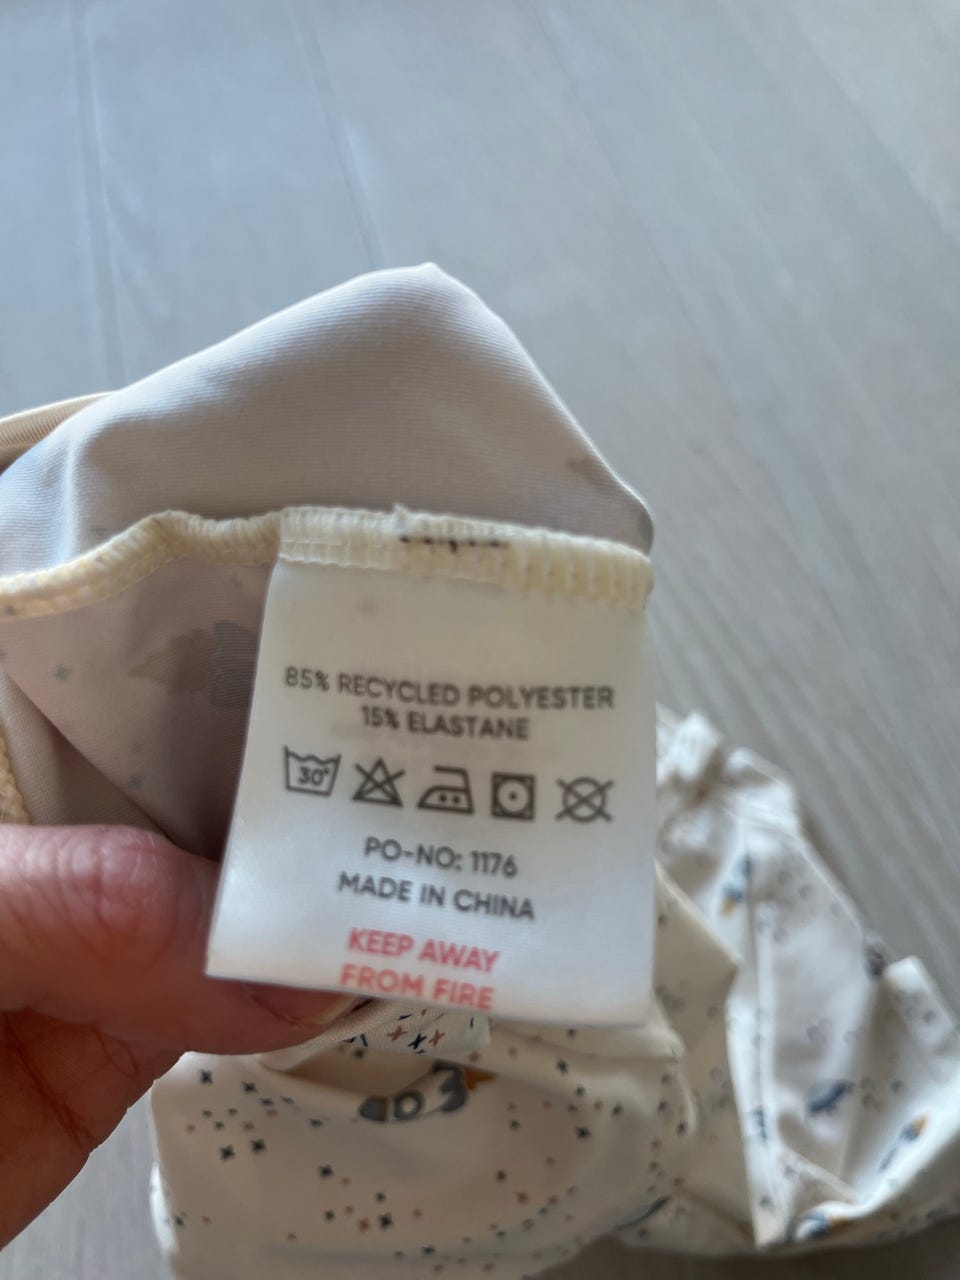 85% RECYCLED POLYESTER
15% ELASTANE
30°
PO-NO: 1176
MADE IN CHINA
KEEP AWAY
FROM FIRE